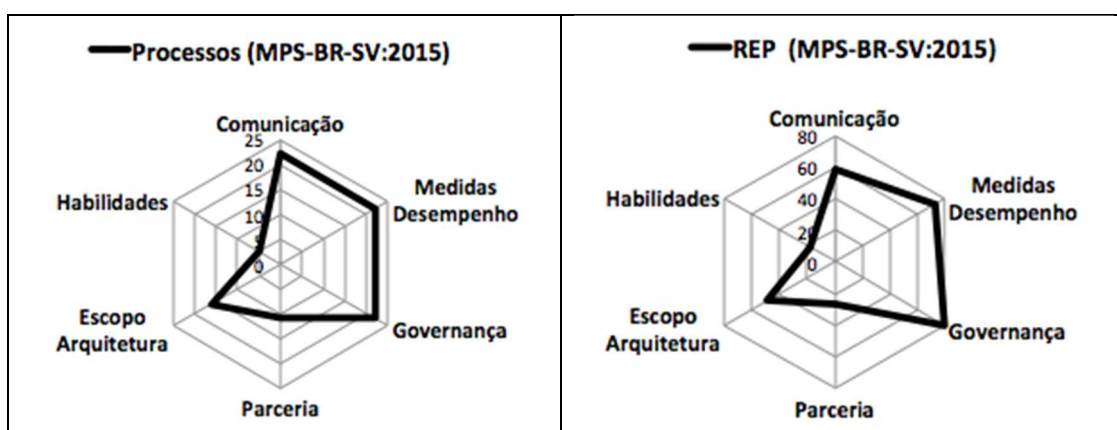 Processos (MPS-BR-SV:2015)
Comunicação
25
20
15
10
5
0
Habilidades
Medidas
Desempenho
Escopo
Arquitetura
Governança
Parceria
REP (MPS-BR-SV:2015)
Comunicação
80
60
40
20
0
Habilidades
Medidas
Desempenho
Escopo
Arquitetura
Governança
Parceria